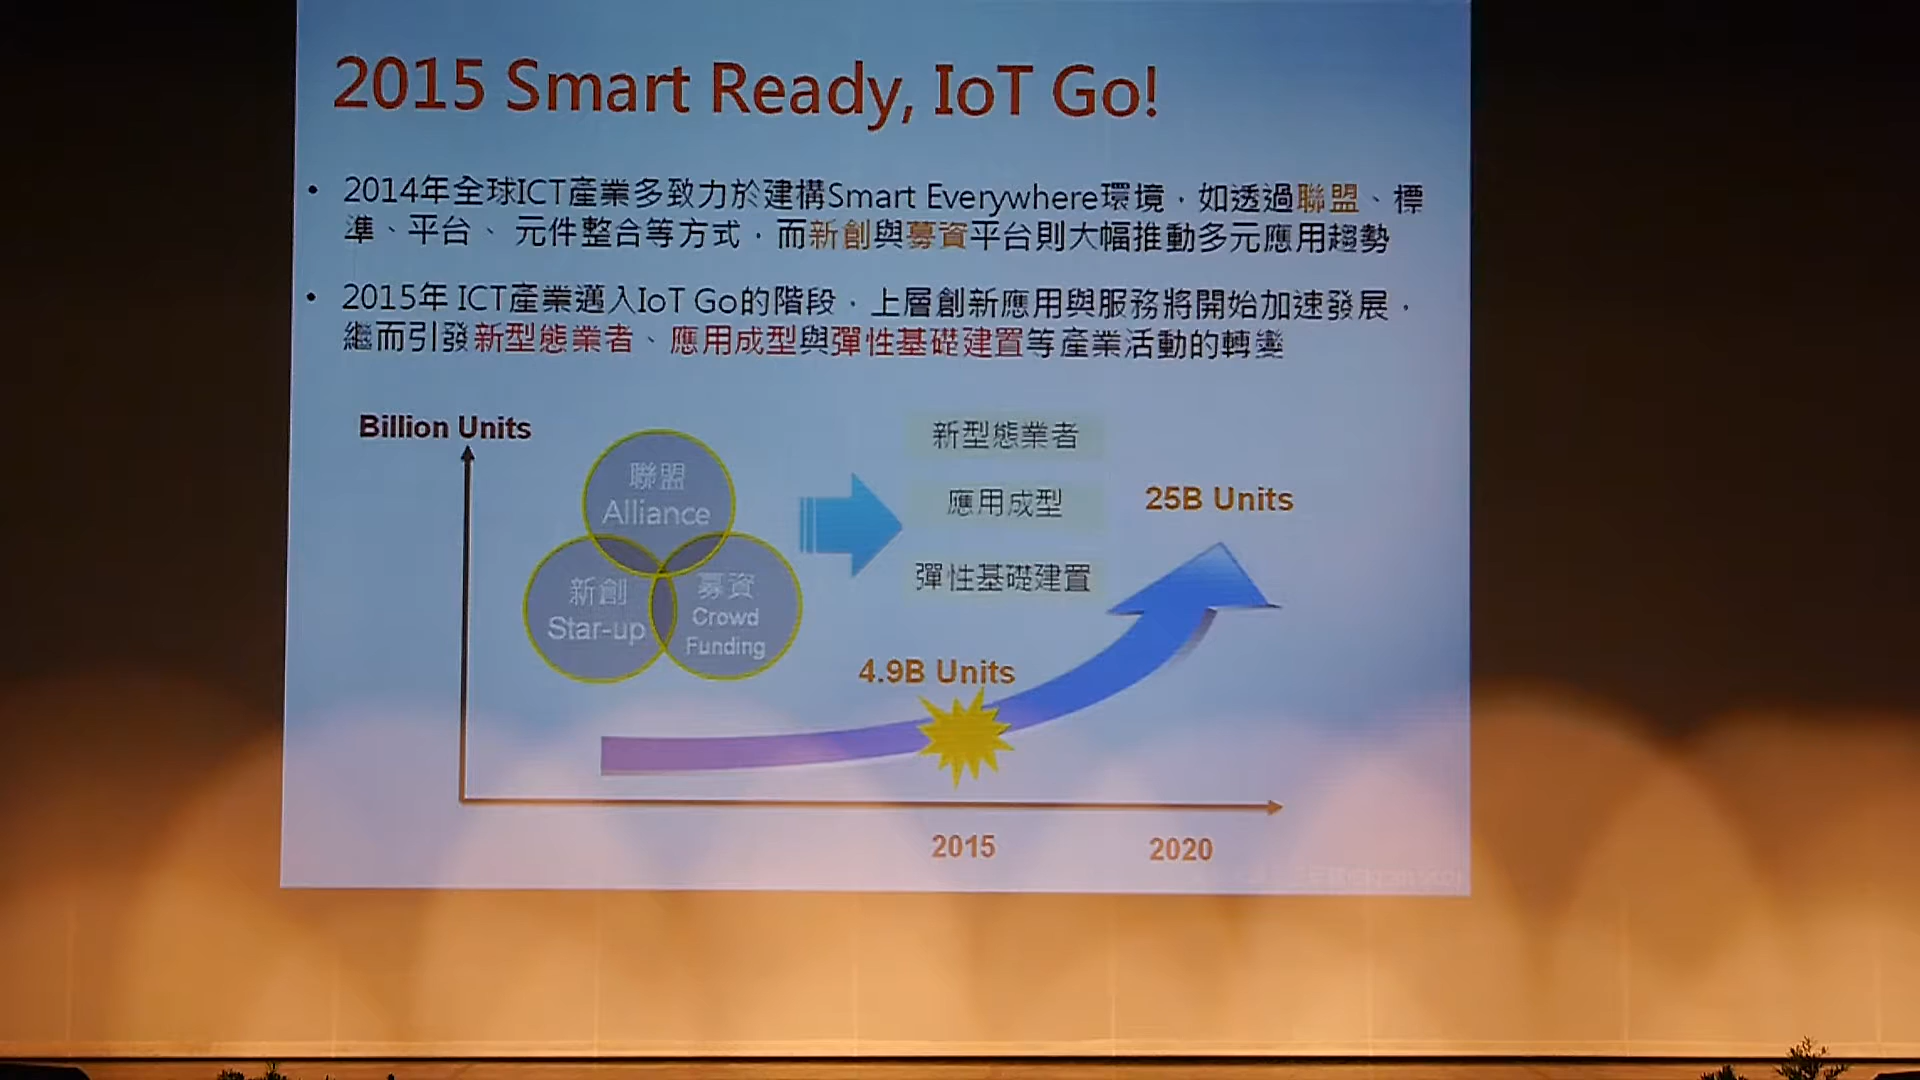 2015 Smart Ready, IoT Go!
• 2014年全球ICT產業多致力於建構Smart Everywhere環境，如透過聯盟、標
準、平台、元件整合等方式，而新創與募資平台則大幅推動多元應用趨勢
• 2015年 ICT產業邁入IoT Go的階段，上層創新應用與服務將開始加速發展，
繼而引發新型態業者、應用成型與彈性基礎建置等產業活動的轉變
Billion Units
聯盟
Alliance
新創
Star-up
募資
Crowd
Funding
新型態業者
應用成型
彈性基礎建置
25B Units
4.9B Units
2015
2020